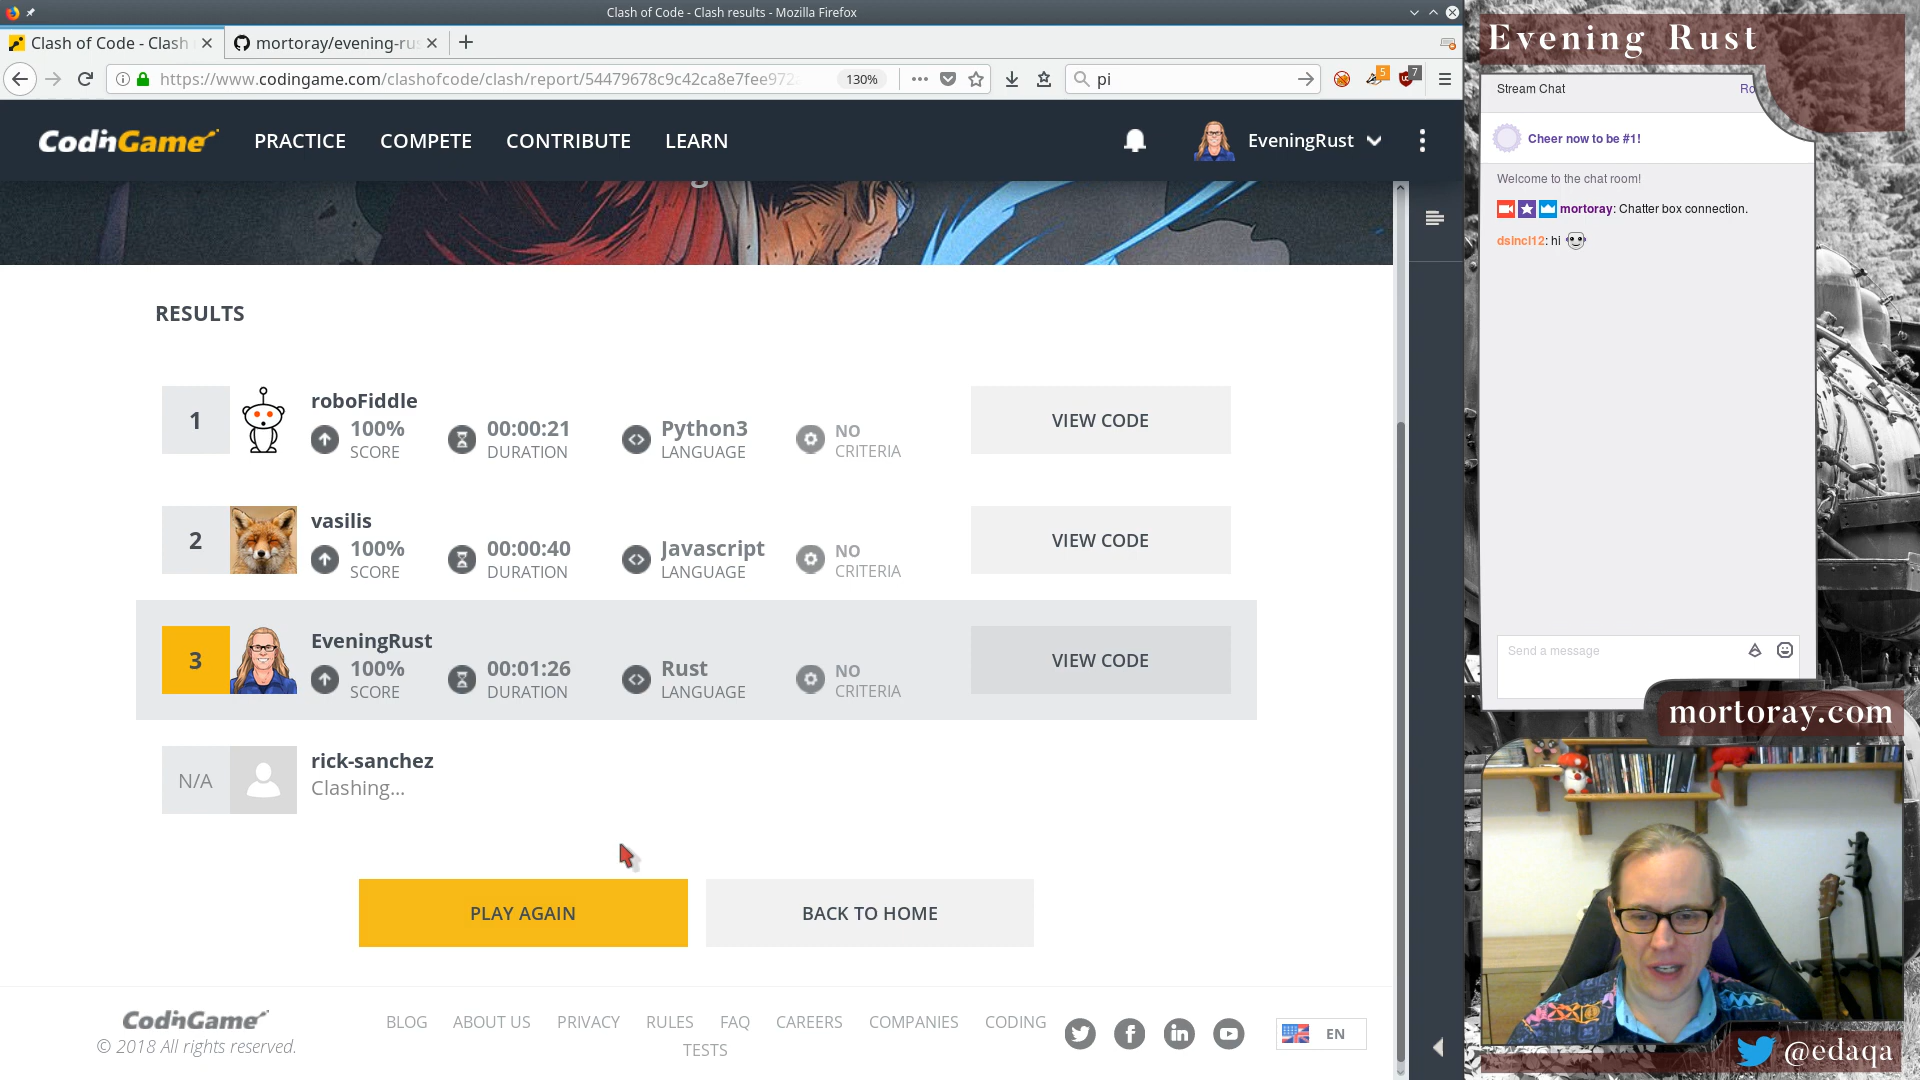 Clash of Code - Clash results - Mozilla Firefox
Clash of Code - Clash
mortoray/evening-rus
https://www.codingame.com/clashofcode/clash/report/54479678c9c42ca8e7fee972
130%
pi
5
7
CodinGame
PRACTICE
COMPETE
CONTRIBUTE
LEARN
EveningRust
RESULTS
1
roboFiddle
100%
SCORE
00:00:21
DURATION
Python3
LANGUAGE
NO
CRITERIA
VIEW CODE
2
vasilis
100%
SCORE
00:00:40
DURATION
Javascript
LANGUAGE
NO
CRITERIA
VIEW CODE
3
EveningRust
100%
SCORE
00:01:26
DURATION
Rust
LANGUAGE
NO
CRITERIA
VIEW CODE
N/A
rick-sanchez
Clashing...
PLAY AGAIN
BACK TO HOME
CodinGame
© 2018 All rights reserved.
BLOG ABOUT US PRIVACY RULES FAQ CAREERS COMPANIES CODING
TESTS
EN
Evening Rust
Stream Chat
Ro
Cheer now to be #1!
Welcome to the chat room!
mortoray: Chatter box connection.
dsincl12: hi
Send a message
mortoray.com
@edaqa